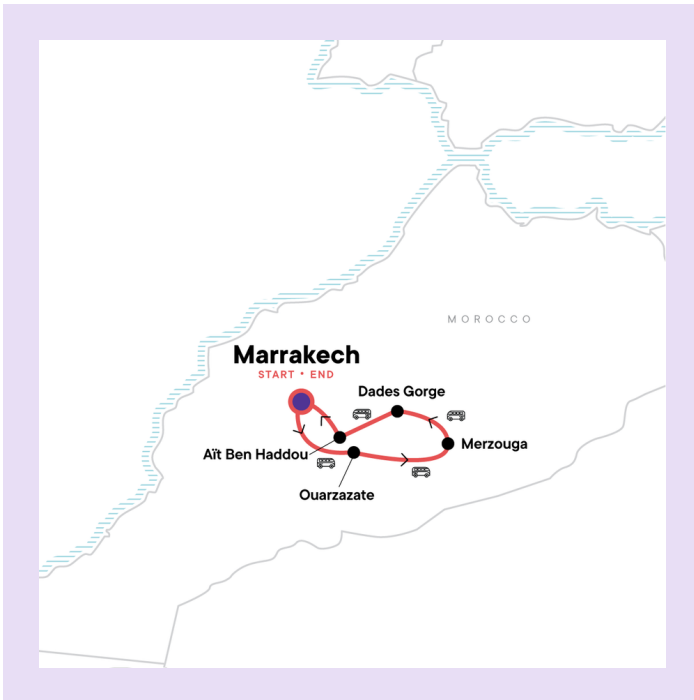 MOROCCO
Marrakech
START • END
Dades Gorge
Merzouga
Aït Ben Haddou
Ouarzazate